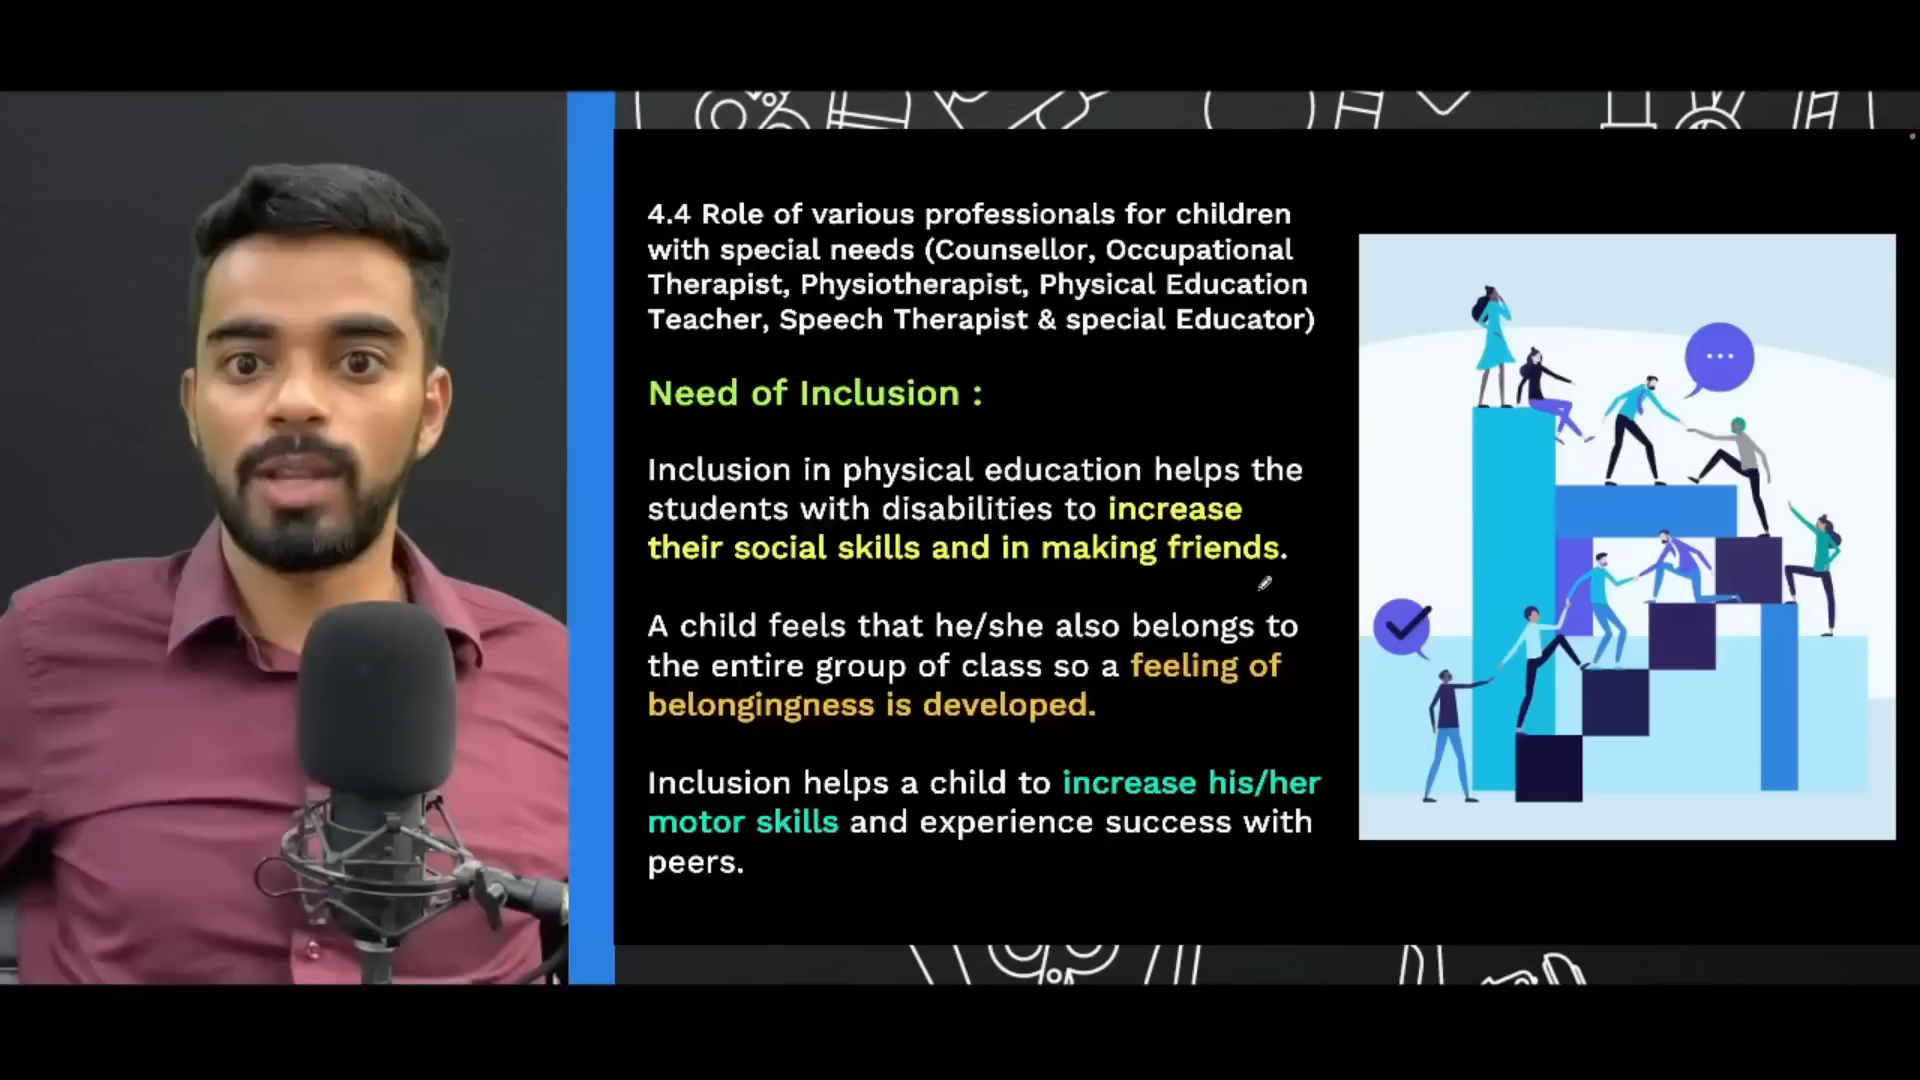 4.4 Role of various professionals for children
with special needs (Counsellor, Occupational
Therapist, Physiotherapist, Physical Education
Teacher, Speech Therapist & special Educator)
Need of Inclusion :
Inclusion in physical education helps the
students with disabilities to increase
their social skills and in making friends.
A child feels that he/she also belongs to
the entire group of class so a feeling of
belongingness is developed.
Inclusion helps a child to increase his/her
motor skills and experience success with
peers.